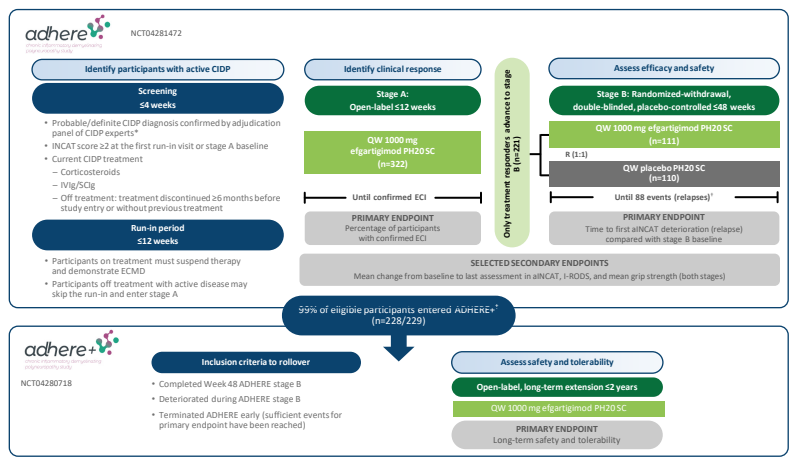 adhere
chronic inflammatory demyelinating
polyneuropathy study
NCT04281472
Identify participants with active CIDP
Screening
≤4 weeks
• Probable/definite CIDP diagnosis confirmed by adjudication
panel of CIDP experts*
• INCAT score ≥2 at the first run-in visit or stage A baseline
• Current CIDP treatment
– Corticosteroids
– IVIg/SCIg
– Off treatment: treatment discontinued ≥6 months before
study entry or without previous treatment
Run-in period
≤12 weeks
• Participants on treatment must suspend therapy
and demonstrate ECMD
• Participants off treatment with active disease may
skip the run-in and enter stage A
Identify clinical response
Stage A:
Open-label ≤12 weeks
QW 1000 mg
efgartigimod PH20 SC
(n=322)
Until confirmed ECI
PRIMARY ENDPOINT
Percentage of participants
with confirmed ECI
Only treatment responders advance to stage
B (n=221)
Assess efficacy and safety
Stage B: Randomized-withdrawal,
double-blinded, placebo-controlled ≤48 weeks
QW 1000 mg efgartigimod PH20 SC
(n=111)
R (1:1)
QW placebo PH20 SC
(n=110)
Until 88 events (relapses)†
PRIMARY ENDPOINT
Time to first aINCAT deterioration (relapse)
compared with stage B baseline
SELECTED SECONDARY ENDPOINTS
Mean change from baseline to last assessment in aINCAT, I-RODS, and mean grip strength (both stages)
99% of eligible participants entered ADHERE+†
(n=228/229)
adhere+
chronic inflammatory demyelinating
polyneuropathy study
NCT04280718
Inclusion criteria to rollover
• Completed Week 48 ADHERE stage B
• Deteriorated during ADHERE stage B
• Terminated ADHERE early (sufficient events for
primary endpoint have been reached)
Assess safety and tolerability
Open-label, long-term extension ≤2 years
QW 1000 mg efgartigimod PH20 SC
PRIMARY ENDPOINT
Long-term safety and tolerability